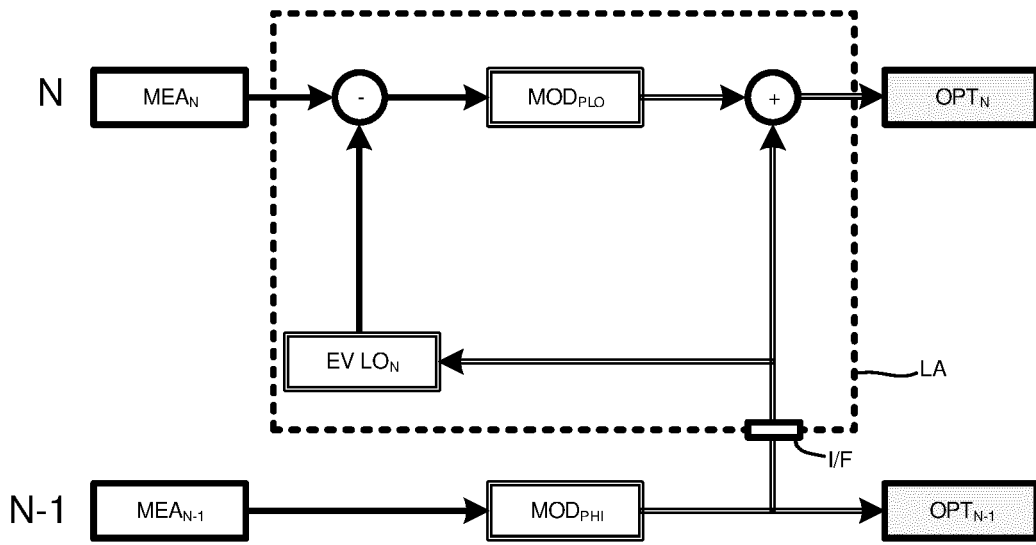 N
MEA_N
-
MOD_PLO
+
OPT_N
EV LO_N
LA
I/F
N-1
MEA_N-1
MOD_PHI
OPT_N-1